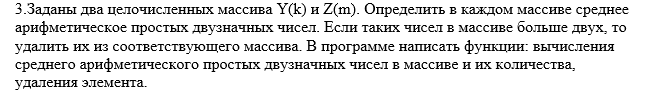 3.Заданы два целочисленных массива Y(k) и Z(m). Определить в каждом массиве среднее
арифметическое простых двузначных чисел. Если таких чисел в массиве больше двух, то
удалить их из соответствующего массива. В программе написать функции: вычисления
среднего арифметического простых двузначных чисел в массиве и их количества,
удаления элемента.